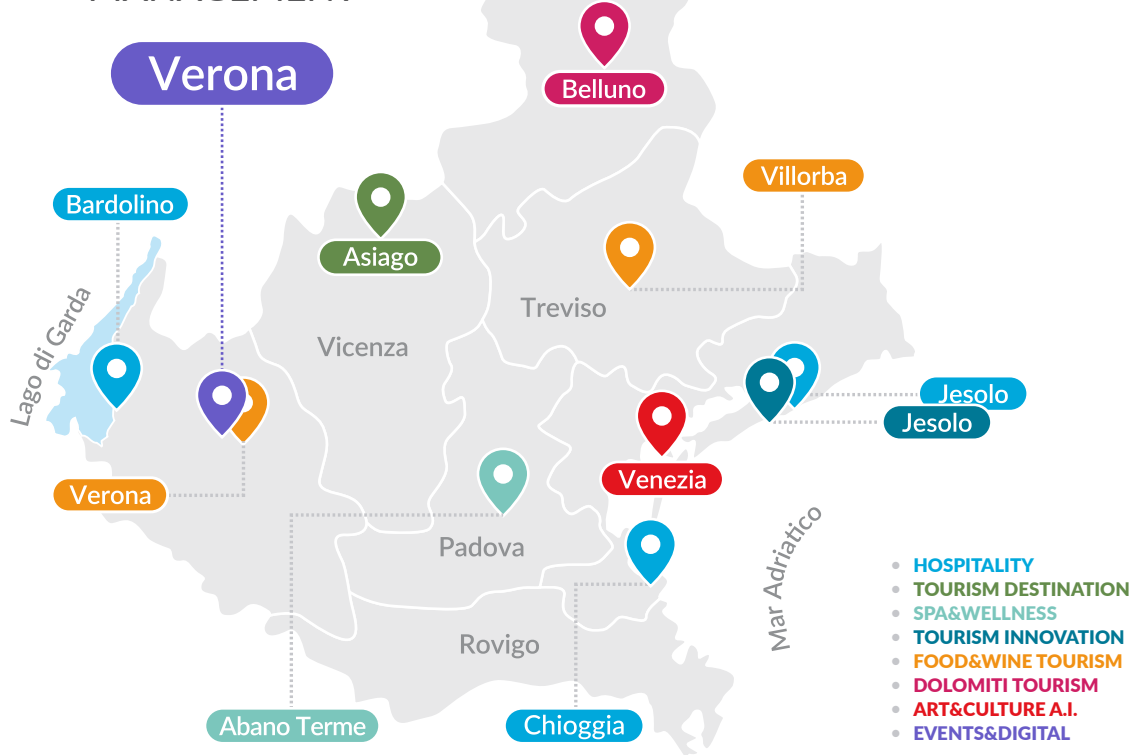 Verona
Belluno
Villorba
Bardolino
Asiago
Treviso
Lago di Garda
Vicenza
Jesolo
Jesolo
Venezia
Verona
Padova
Mar Adriatico
Rovigo
Abano Terme
Chioggia
HOSPITALITY
TOURISM DESTINATION
SPA&WELLNESS
TOURISM INNOVATION
FOOD&WINE TOURISM
DOLOMITI TOURISM
ART&CULTURE A.I.
EVENTS&DIGITAL